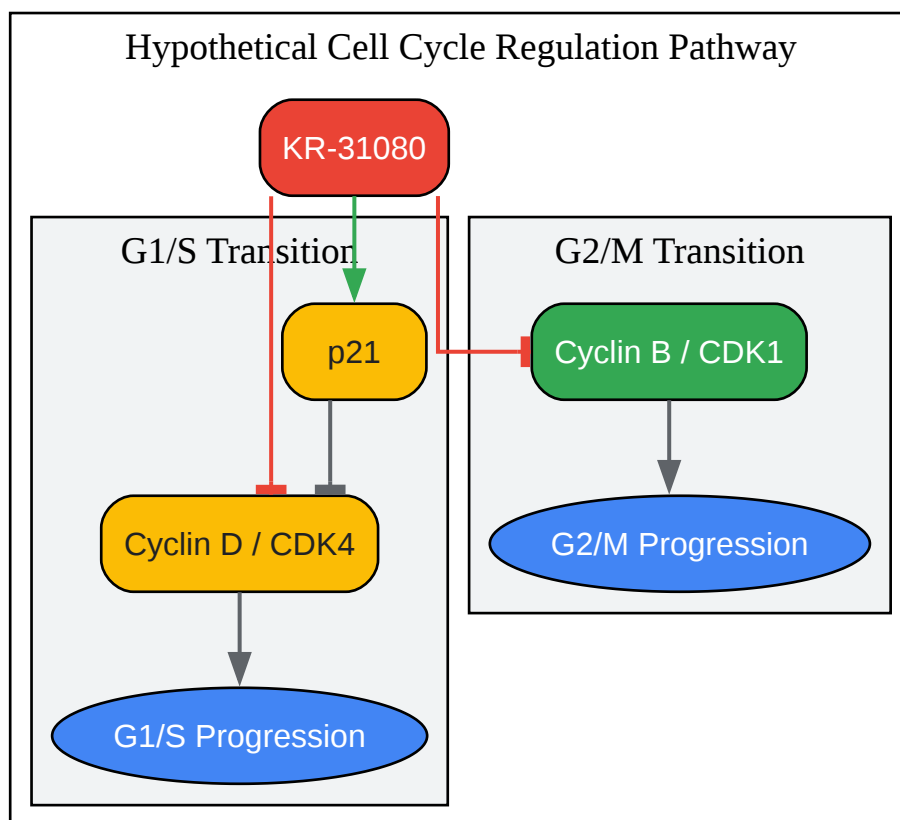 Hypothetical Cell Cycle Regulation Pathway
KR-31080
G1/S Transition
G2/M Transition
p21
Cyclin B / CDK1
Cyclin D / CDK4
G2/M Progression
G1/S Progression